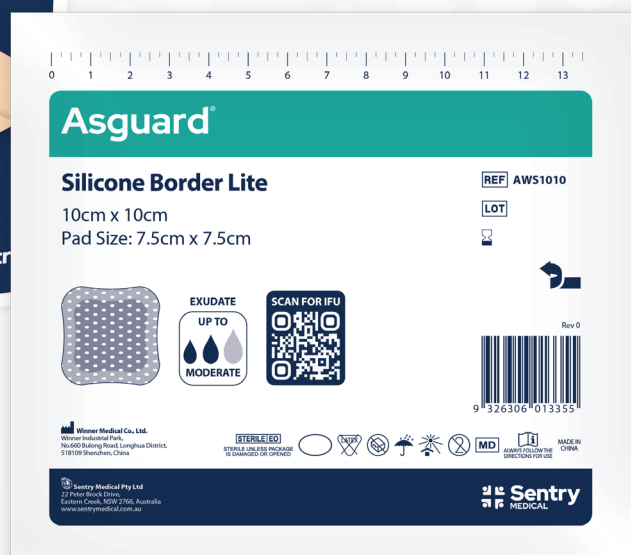 0 1 2 3 4 5 6 7 8 9 10 11 12 13
Asguard®
Silicone Border Lite
REF AWS1010
10cm x 10cm
LOT
Pad Size: 7.5cm x 7.5cm
EXUDATE
UP TO
MODERATE
SCAN FOR IFU
Rev 0
9 326306 013355
Winner Medical Co., Ltd.
Winner Industrial Park,
No.660 Bulong Road, Longhua District,
518109 Shenzhen, China
STERILE EO
STERILE UNLESS PACKAGE
IS DAMAGED OR OPENED
LATEX
2
MD
ALWAYS FOLLOW THE
DIRECTIONS FOR USE
MADE IN
CHINA
Sentry Medical Pty Ltd
22 Peter Brock Drive,
Eastern Creek, NSW 2766, Australia
www.sentrymedical.com.au
Sentry
MEDICAL